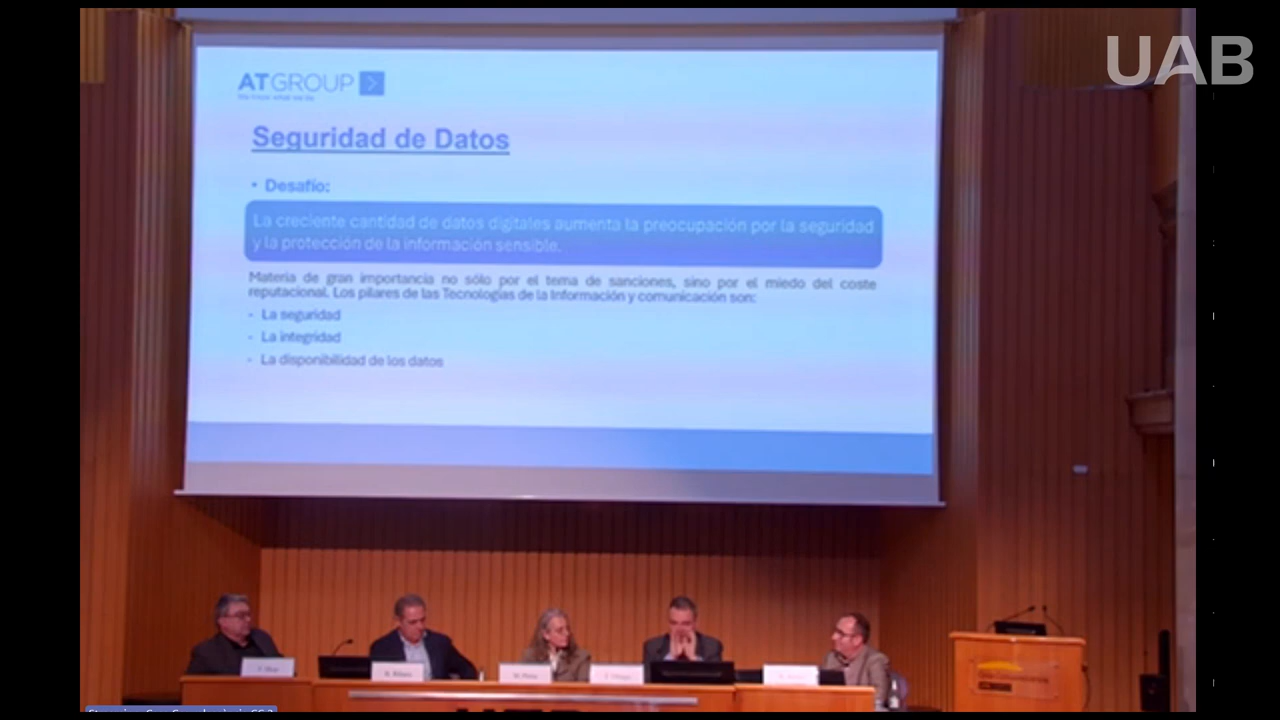 UAB
ATGROUP
Seguridad de Datos
• Desafío:
La creciente cantidad de datos digitales aumenta la preocupación por la seguridad
y la protección de la información sensible.
Materia de gran importancia no sólo por el tema de sanciones, sino por el miedo del coste
reputacional. Los pilares de las Tecnologías de la Información y comunicación son:
- La seguridad
- La integridad
- La disponibilidad de los datos